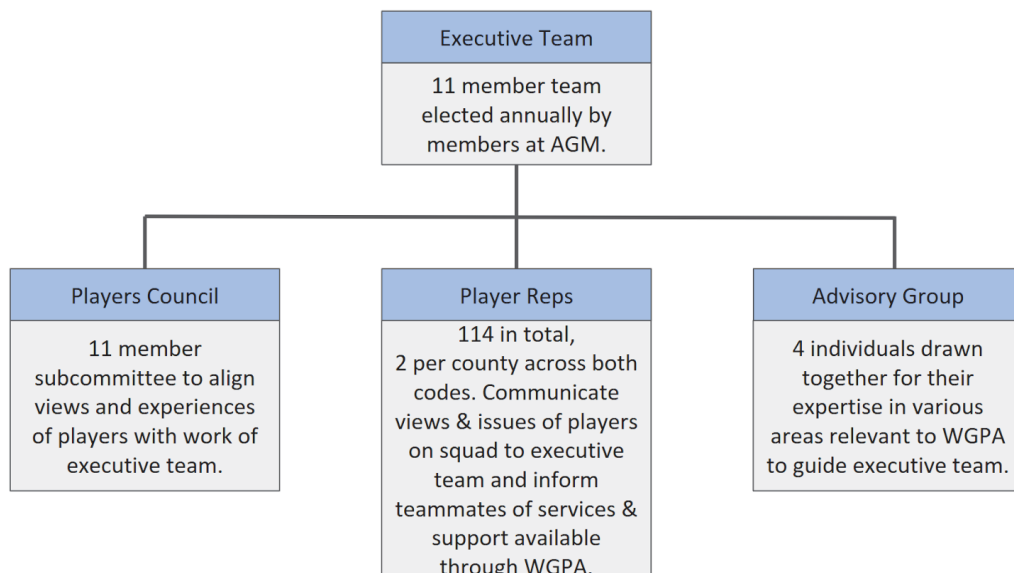 Executive Team
11 member team
elected annually by
members at AGM.
Players Council
11 member
subcommittee to align
views and experiences
of players with work of
executive team.
Player Reps
114 in total,
2 per county across both
codes. Communicate
views & issues of players
on squad to executive
team and inform
teammates of services &
support available
through WGPA.
Advisory Group
4 individuals drawn
together for their
expertise in various
areas relevant to WGPA
to guide executive team.